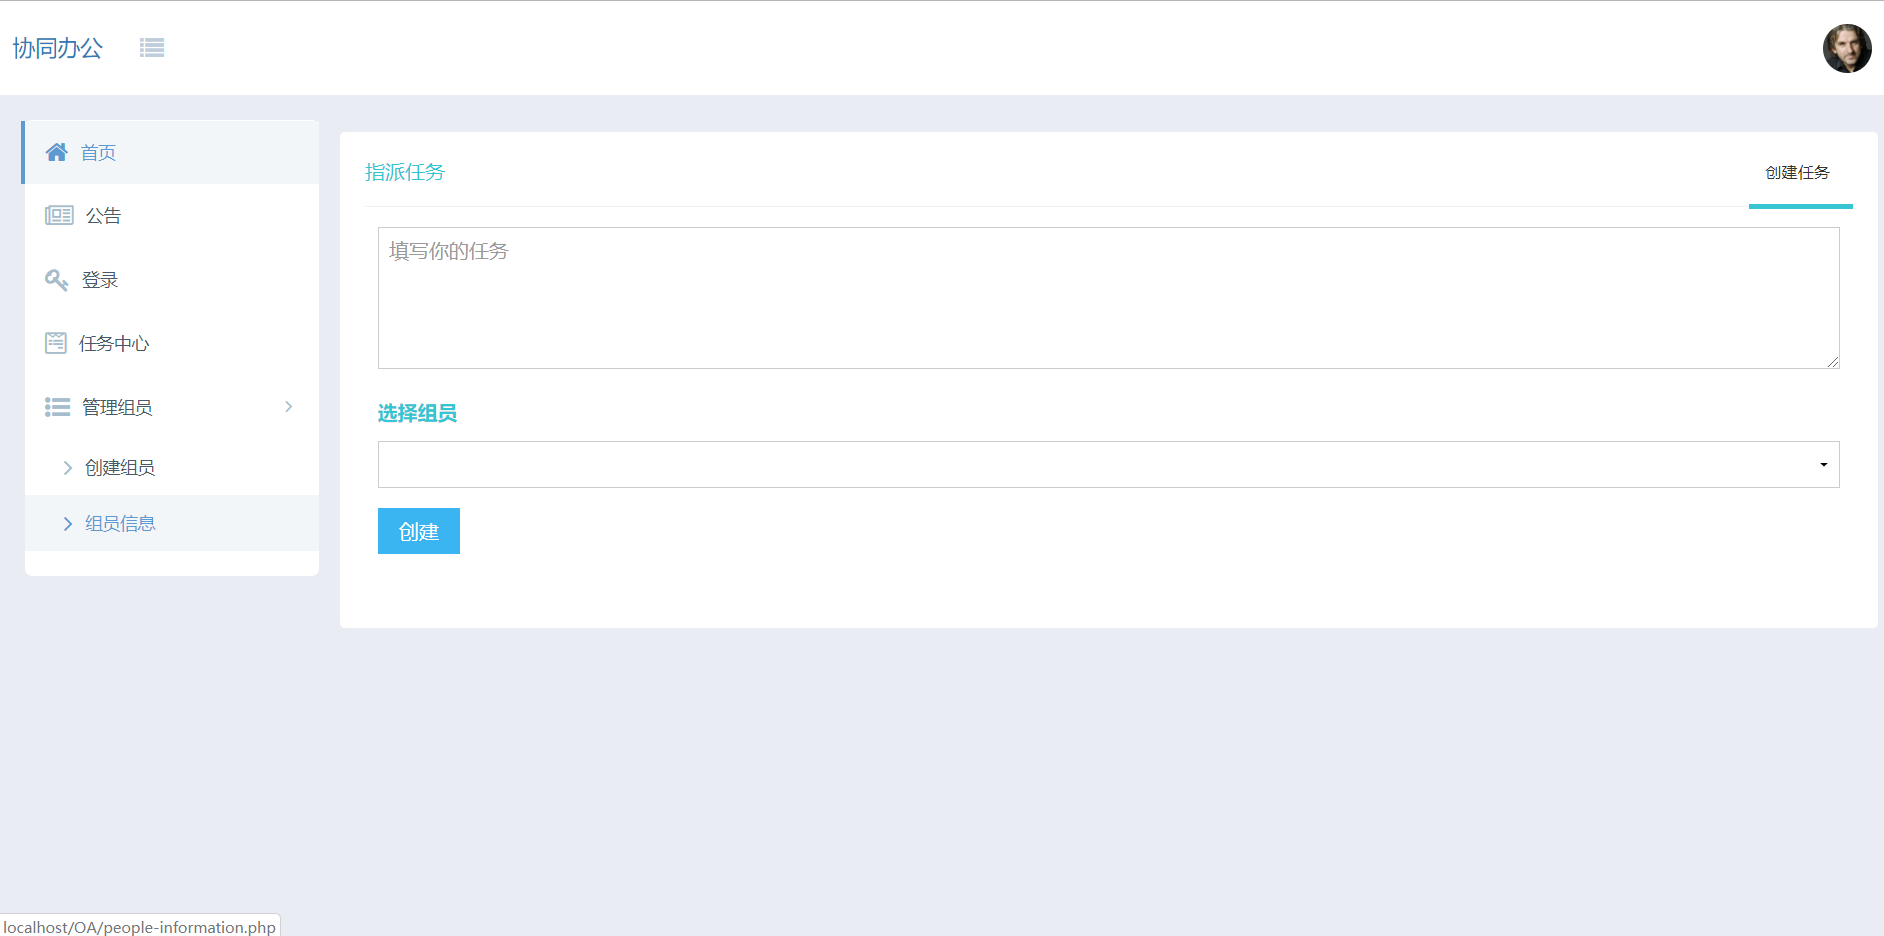 协同办公
首页
公告
登录
任务中心
管理组员
创建组员
组员信息
指派任务
创建任务
填写你的任务
选择组员
创建
localhost/OA/people-information.php